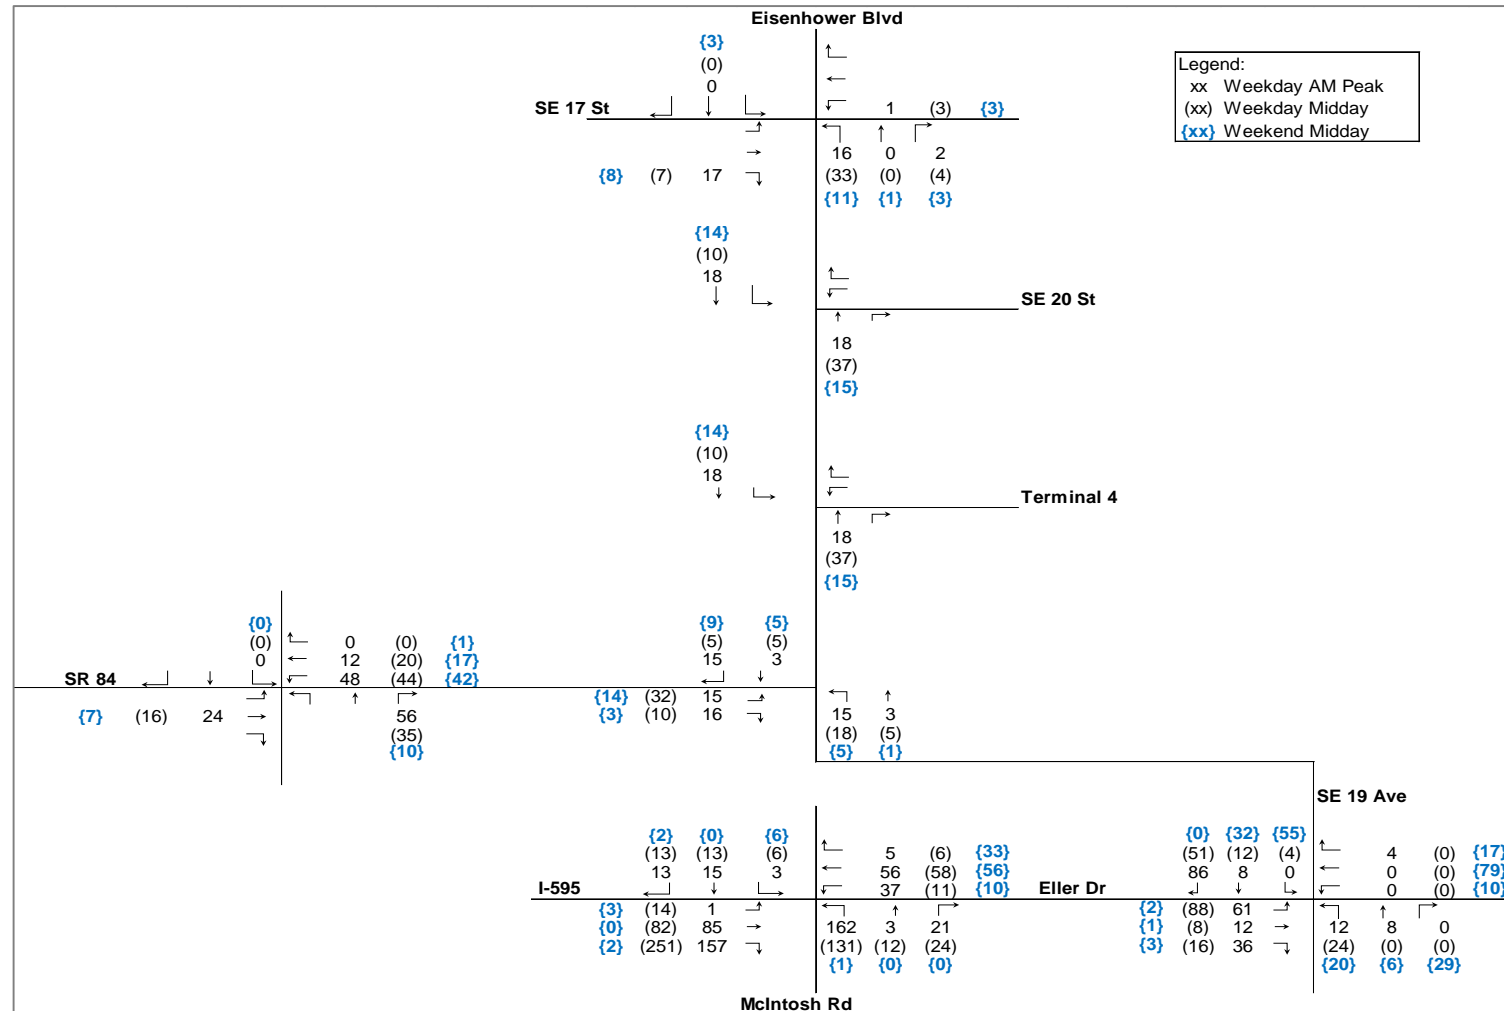 Eisenhower Blvd
{3}
(0)
0
Legend:
xx Weekday AM Peak
(xx) Weekday Midday
{xx} Weekend Midday
SE 17 St
1 (3) {3}
16 0 2
{8} (7) 17
(33) (0) (4)
{11} {1} {3}
{14}
(10)
18
SE 20 St
18
(37)
{15}
{14}
(10)
18
Terminal 4
18
(37)
{15}
{0}
(0)
0
0 (0) {1}
12 (20) {17}
48 (44) {42}
SR 84
{7} (16) 24
56
(35)
{10}
{9} {5}
(5) (5)
15 3
{14} (32) 15
{3} (10) 16
15 3
(18) (5)
{5} {1}
SE 19 Ave
{2} {0} {6}
(13) (13) (6)
13 15 3
5 (6) {33}
56 (58) {56}
37 (11) {10}
I-595
Eller Dr
{3} (14) 1
{0} (82) 85
{2} (251) 157
162 3 21
(131) (12) (24)
{1} {0} {0}
McIntosh Rd
{0} {32} {55}
(51) (12) (4)
86 8 0
4 (0) {17}
0 (0) {79}
0 (0) {10}
{2} (88) 61
{1} (8) 12
{3} (16) 36
12 8 0
(24) (0) (0)
{20} {6} {29}